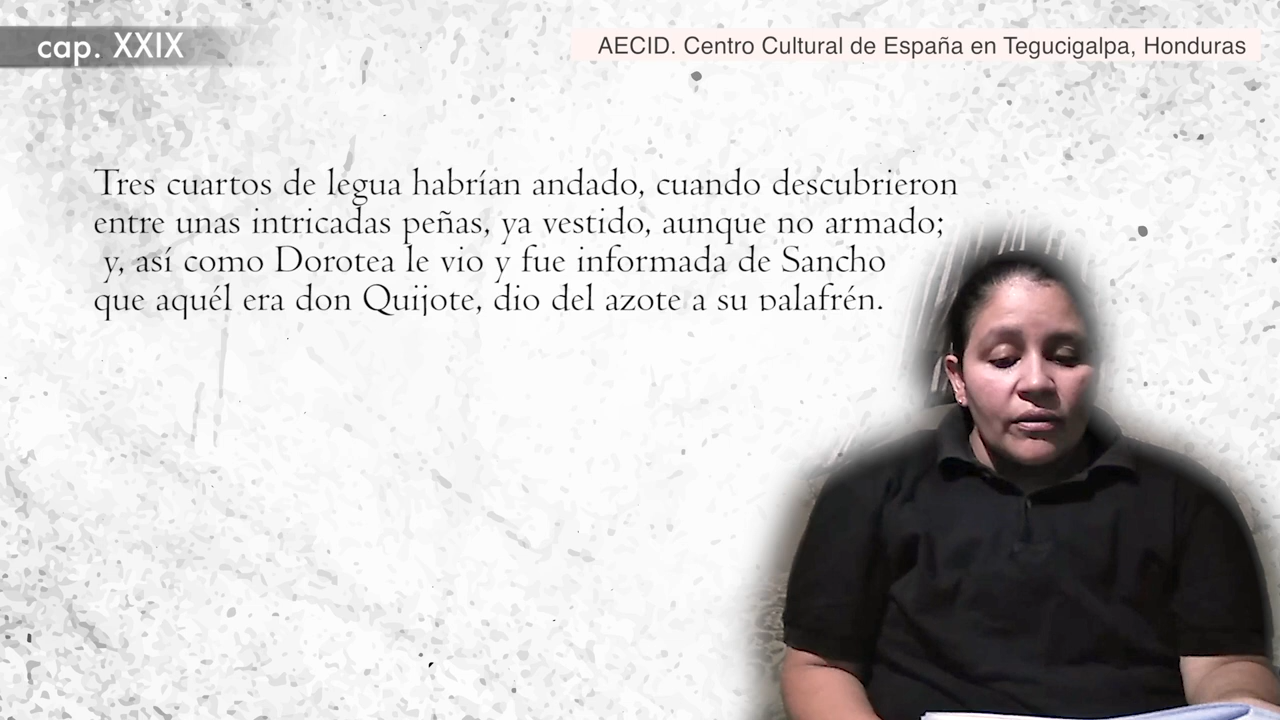 cap. XXIX
AECID. Centro Cultural de España en Tegucigalpa, Honduras
Tres cuartos de legua habrían andado, cuando descubrieron
entre unas intricadas peñas, ya vestido, aunque no armado;
y, así como Dorotea le vio y fue informada de Sancho
que aquél era don Quijote, dio del azote a su palafrén.